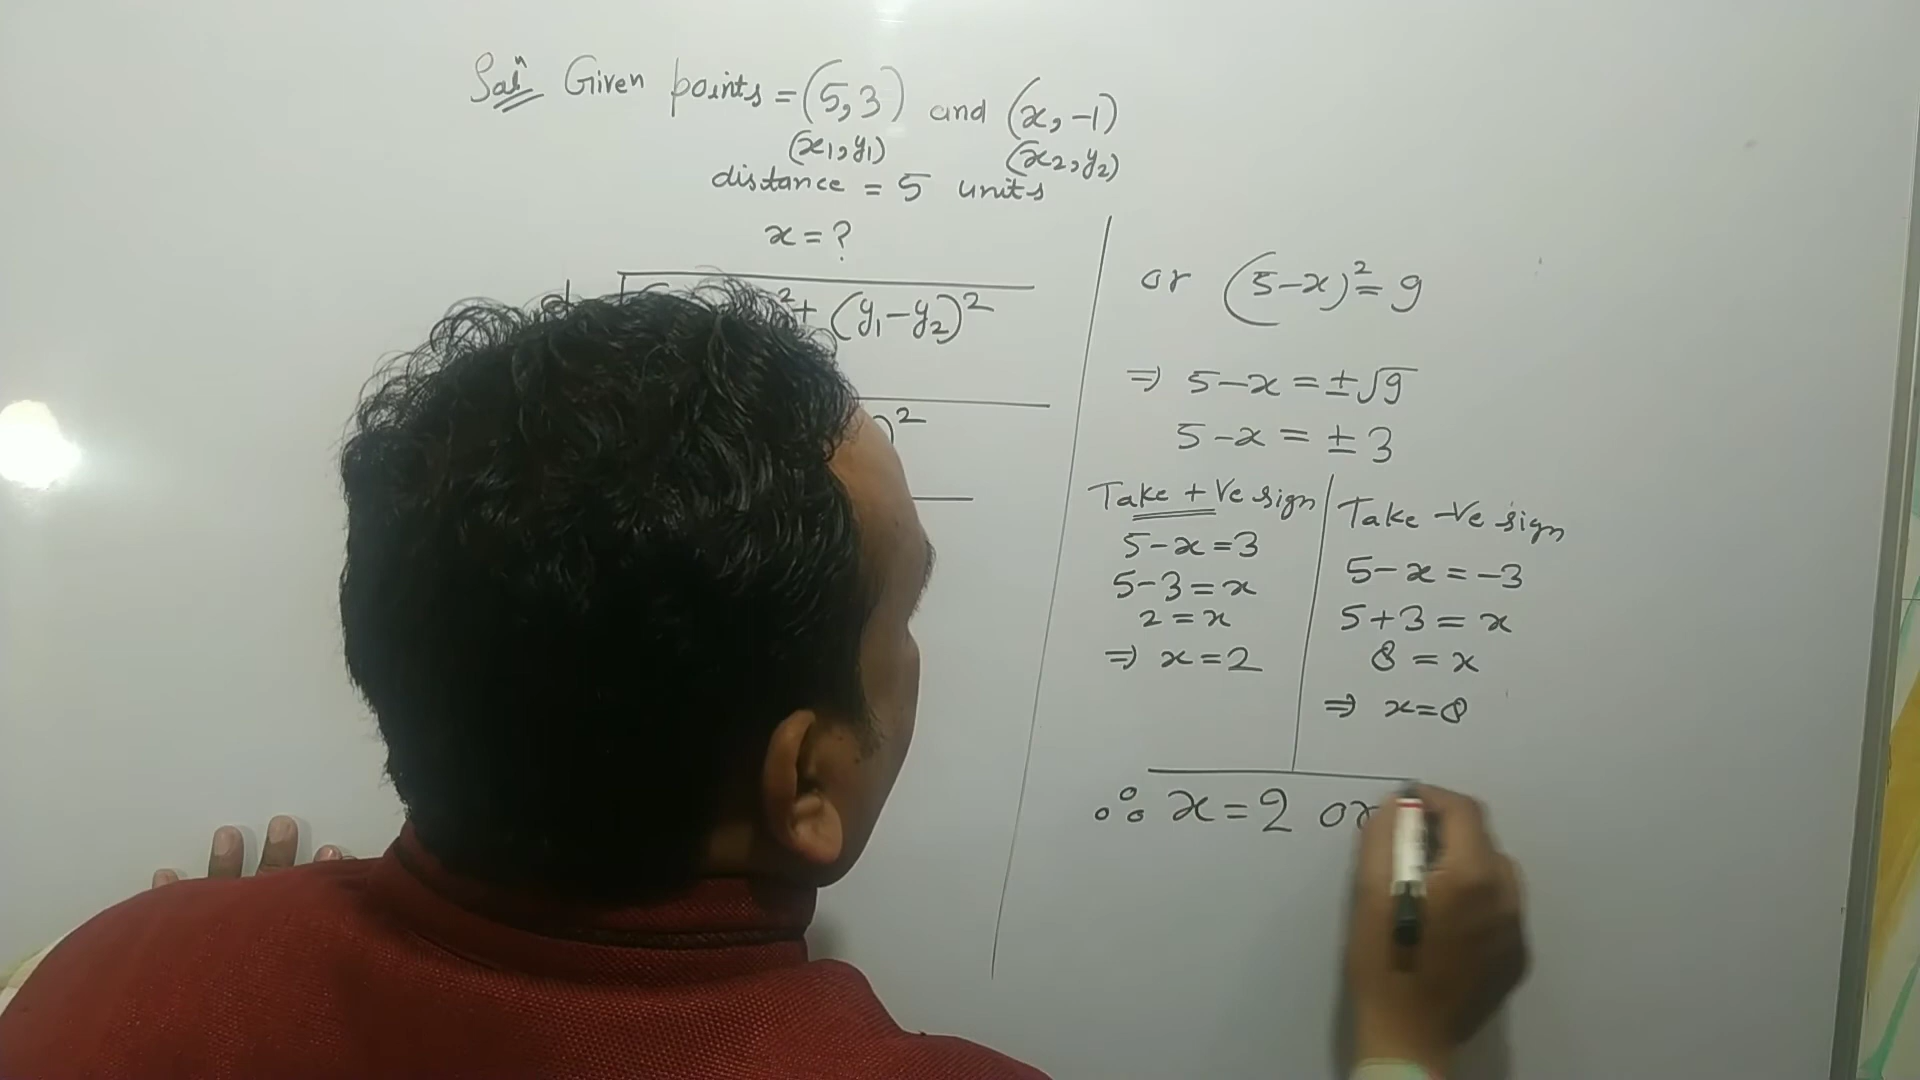 Solⁿ Given points = (5, 3) and (x, -1)
(x₁, y₁) (x₂, y₂)
distance = 5 units
x = ?
² + (y₁-y₂)²
)²
or (5-x)² = 9
⇒ 5-x = ±√9
5-x = ± 3
Take +ve sign
5-x = 3
5-3 = x
2 = x
⇒ x = 2
Take -ve sign
5-x = -3
5+3 = x
8 = x
⇒ x = 8
∴ x = 2 or